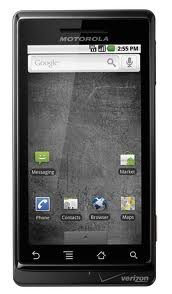 MOTOROLA
2:55 PM
Google
Messaging
Market
Phone
Contacts
Browser
Maps
verizon